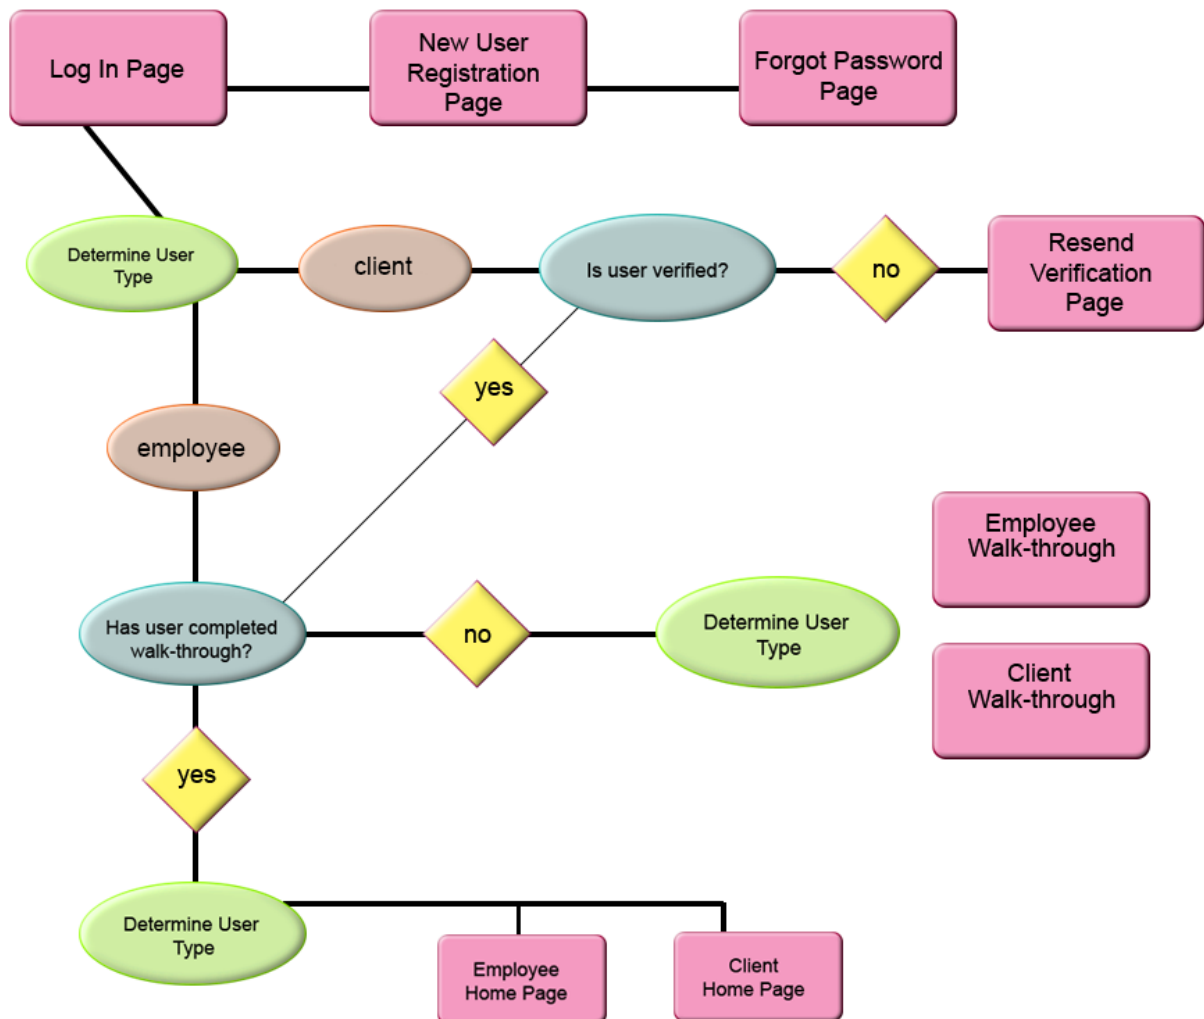 Log In Page
New User
Registration
Page
Forgot Password
Page
Determine User
Type
client
Is user verified?
no
Resend
Verification
Page
yes
employee
Employee
Walk-through
Has user completed
walk-through?
no
Determine User
Type
Client
Walk-through
yes
Determine User
Type
Employee
Home Page
Client
Home Page